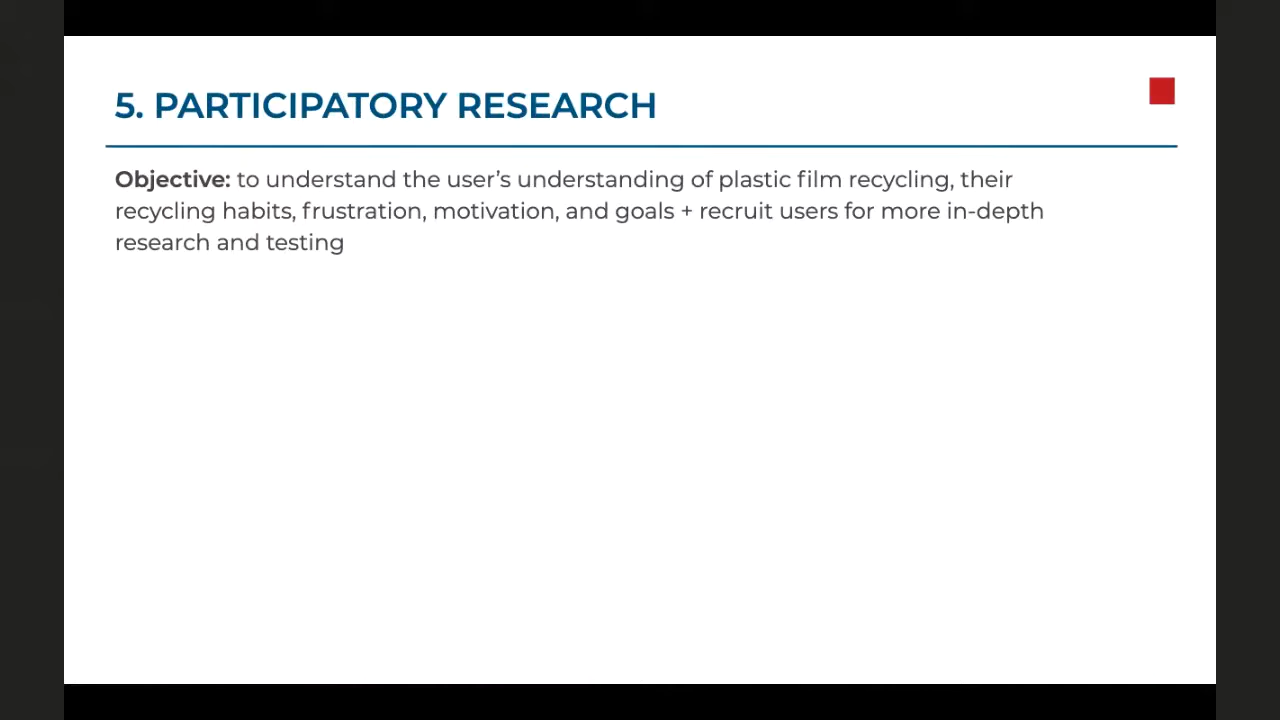 5. PARTICIPATORY RESEARCH
Objective: to understand the user’s understanding of plastic film recycling, their
recycling habits, frustration, motivation, and goals + recruit users for more in-depth
research and testing